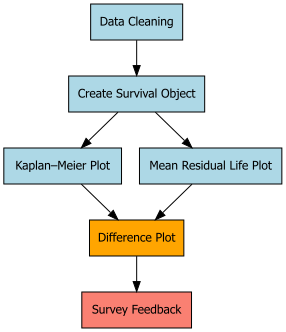 Data Cleaning
Create Survival Object
Kaplan–Meier Plot
Mean Residual Life Plot
Difference Plot
Survey Feedback